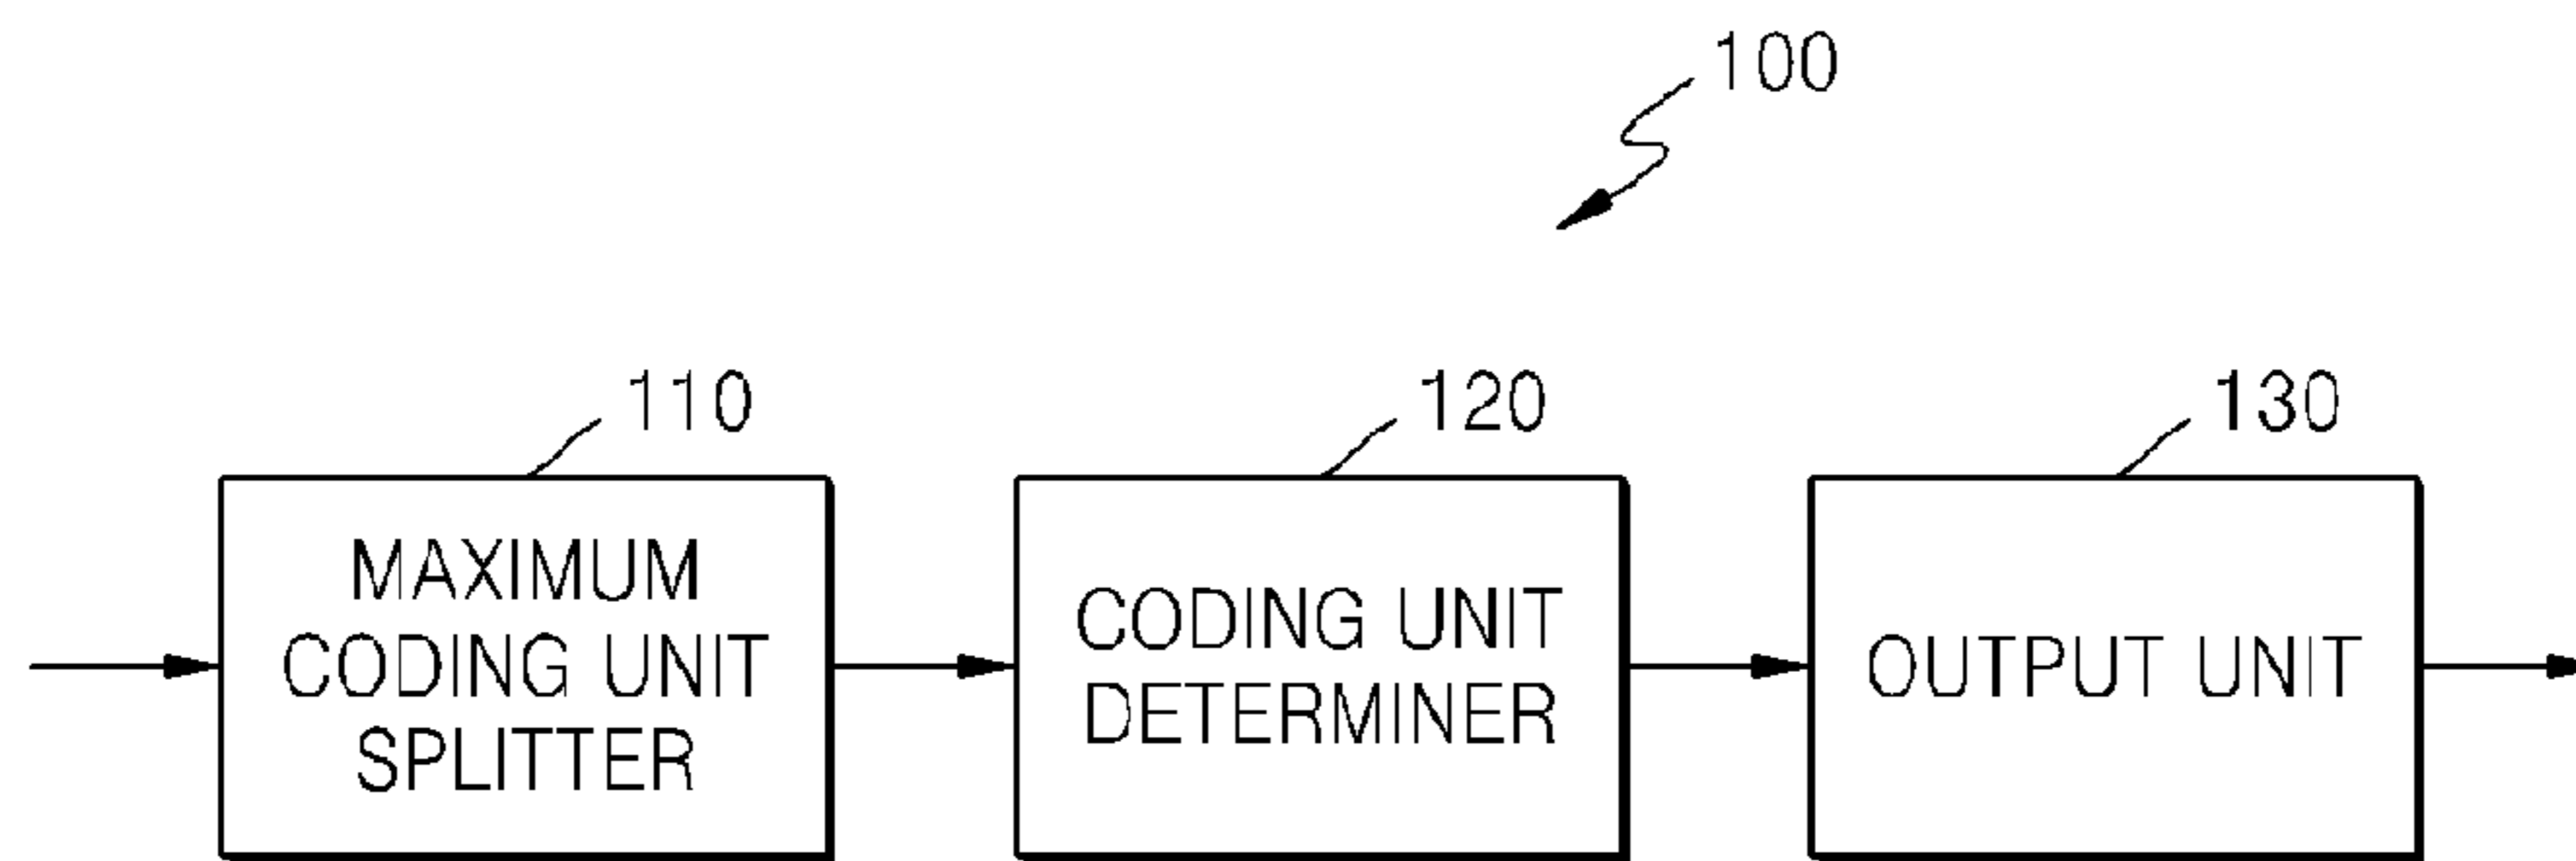 100
110
120
130
MAXIMUM
CODING UNIT
SPLITTER
CODING UNIT
DETERMINER
OUTPUT UNIT